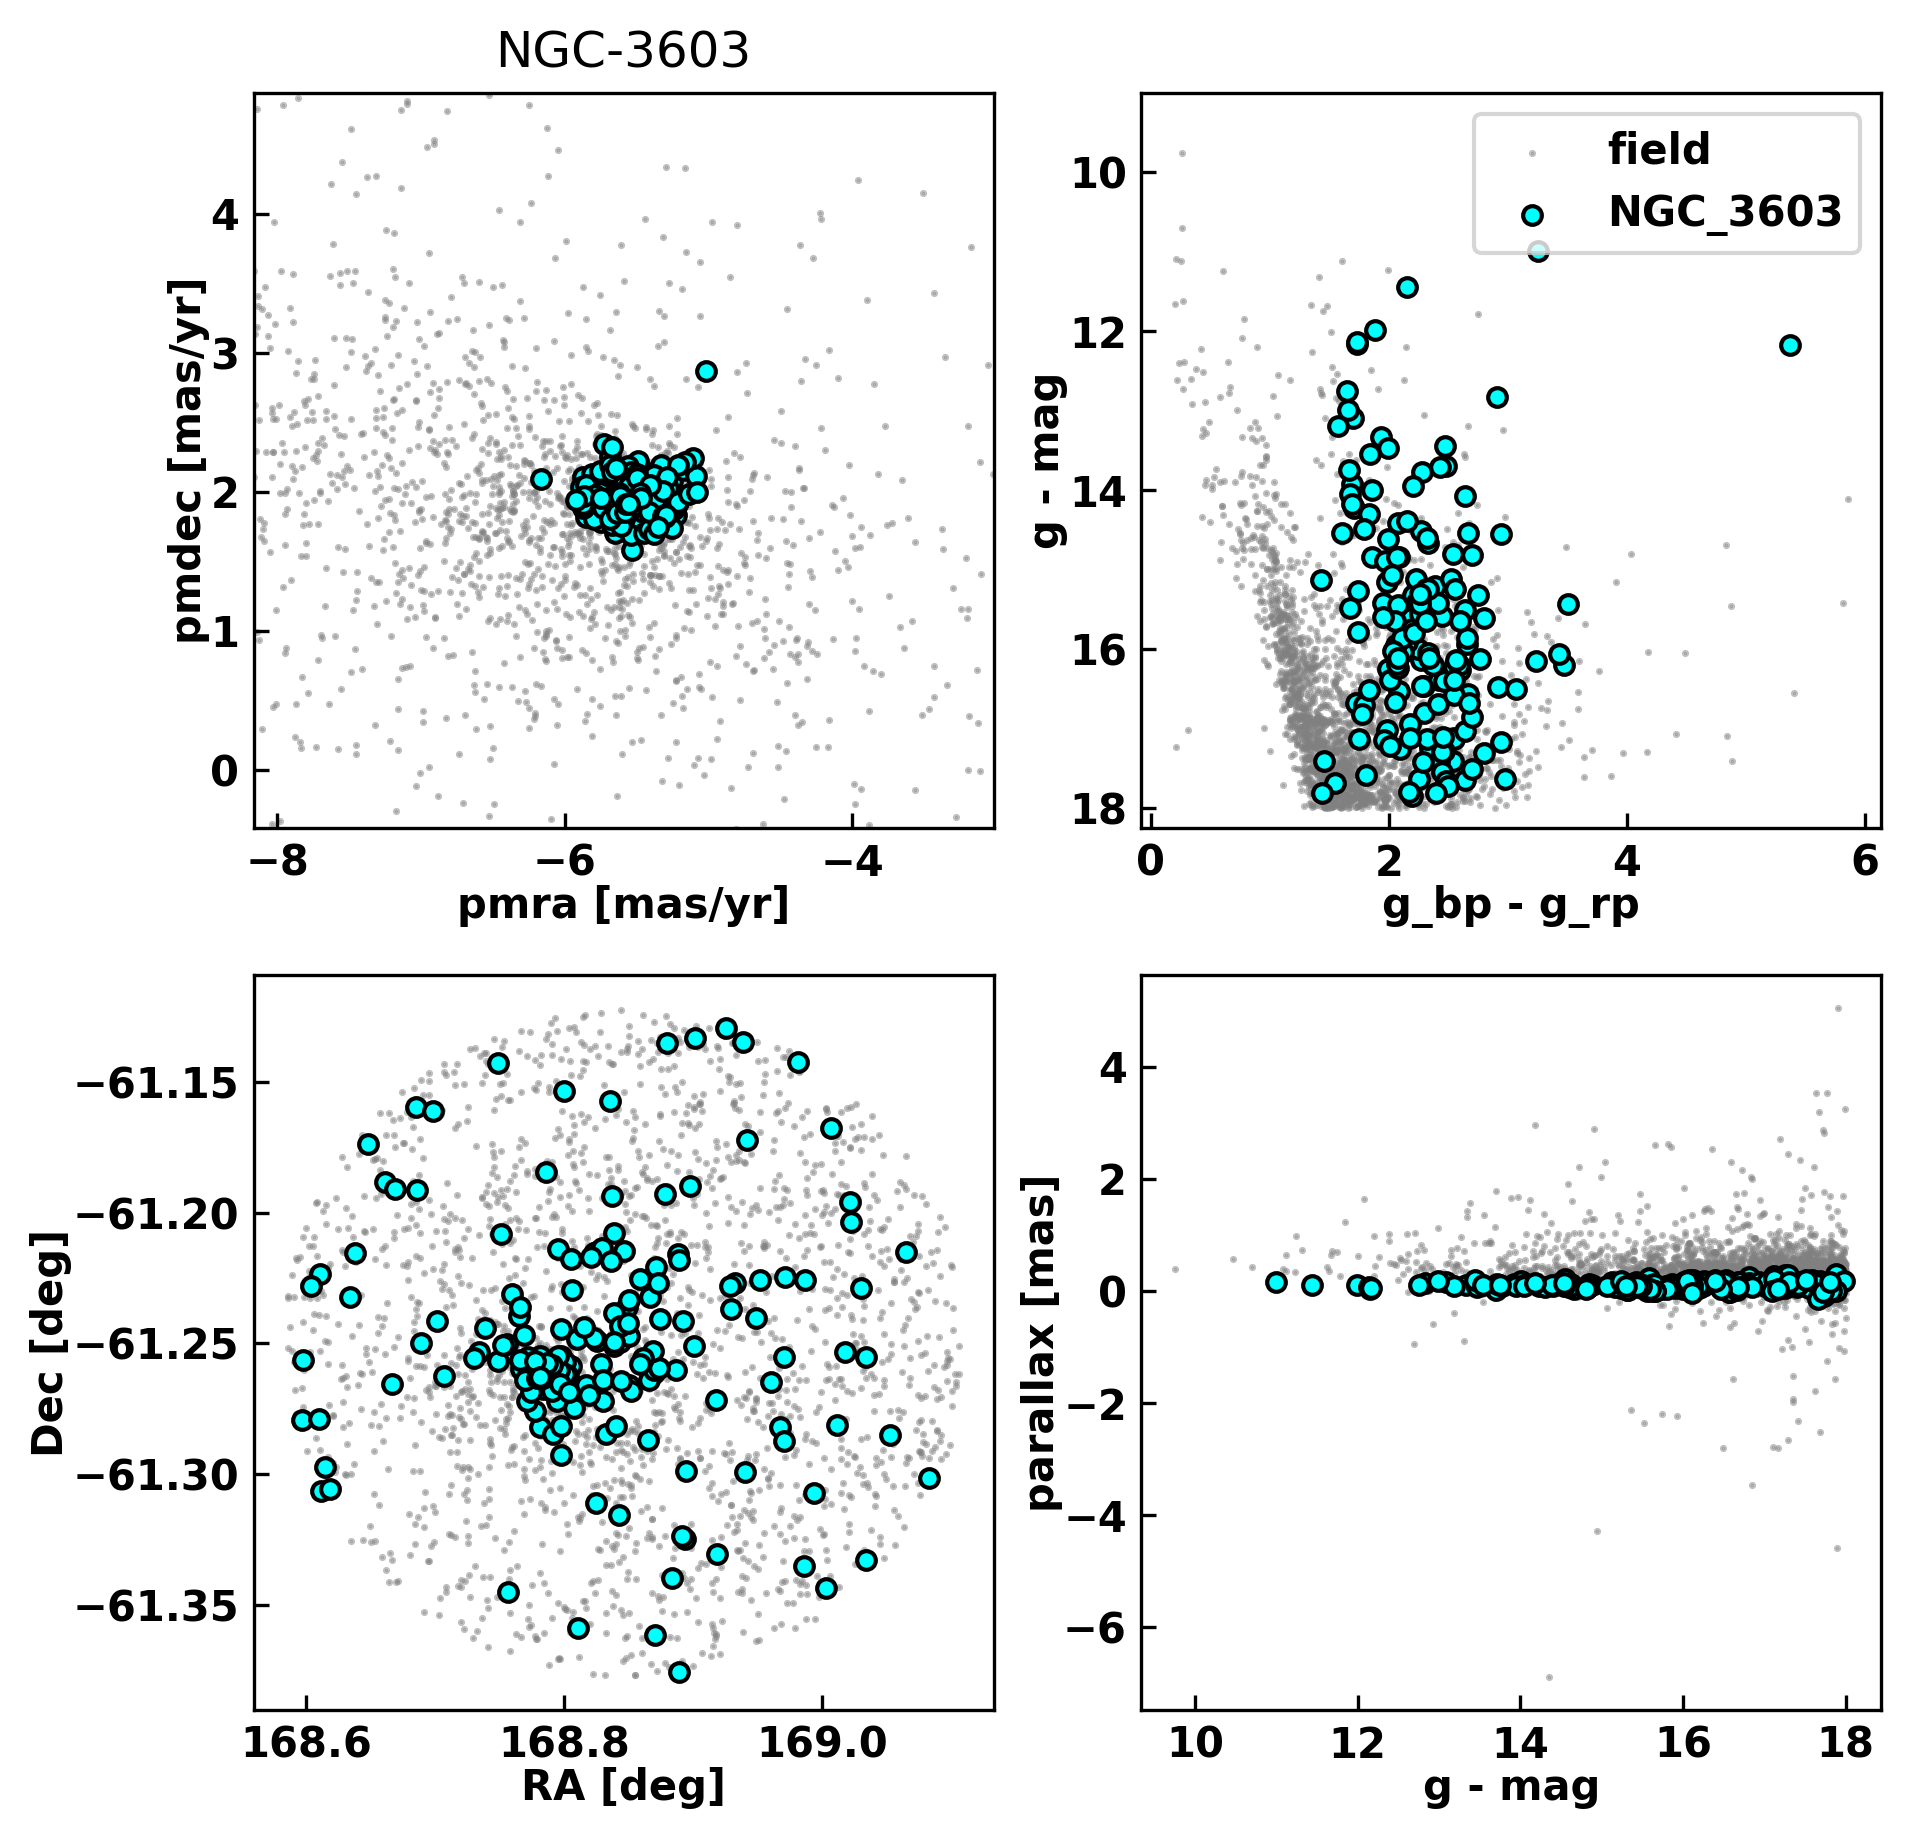 NGC-3603
4
3
2
1
0
pmdec [mas/yr]
−8 −6 −4
pmra [mas/yr]
field
NGC_3603
10
12
14
16
18
g - mag
0 2 4 6
g_bp - g_rp
−61.15
−61.20
−61.25
−61.30
−61.35
Dec [deg]
168.6 168.8 169.0
RA [deg]
4
2
0
−2
−4
−6
parallax [mas]
10 12 14 16 18
g - mag